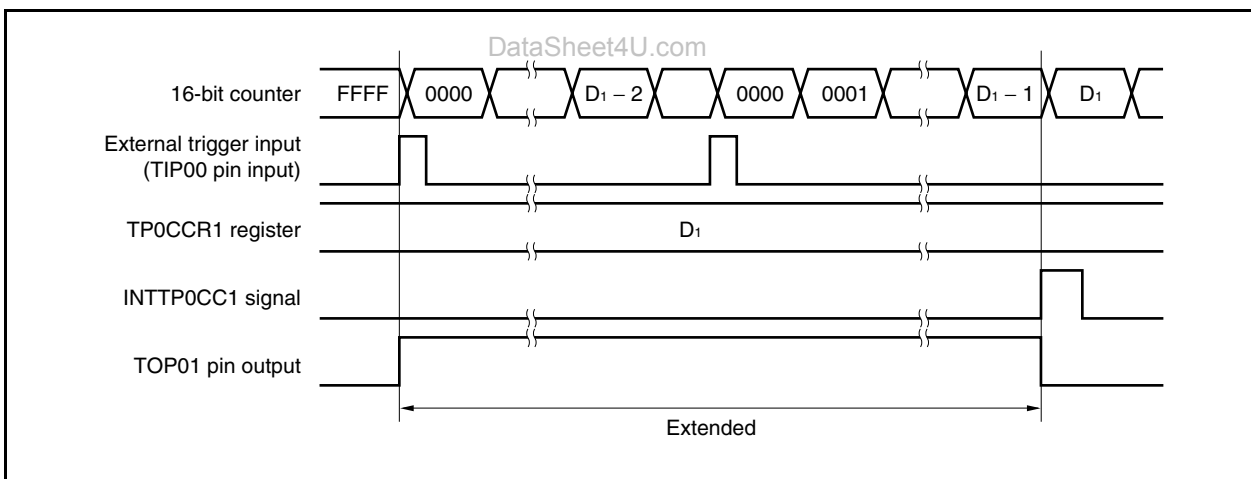 DataSheet4U.com
16-bit counter FFFF 0000 D1 – 2 0000 0001 D1 – 1 D1
External trigger input
(TIP00 pin input)
TP0CCR1 register D1
INTTP0CC1 signal
TOP01 pin output
Extended